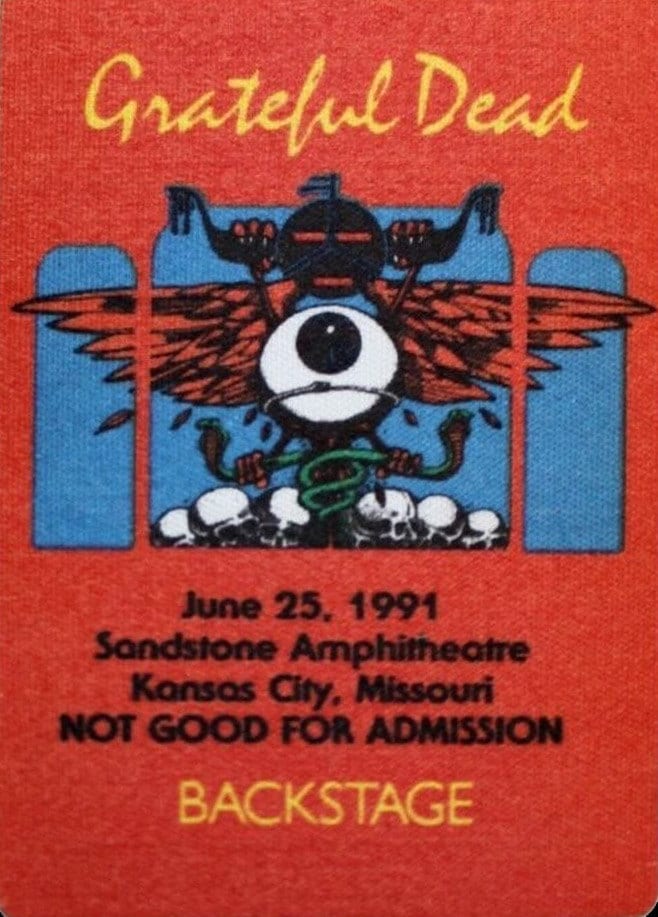 Grateful Dead
June 25, 1991
Sandstone Amphitheatre
Kansas City, Missouri
NOT GOOD FOR ADMISSION
BACKSTAGE